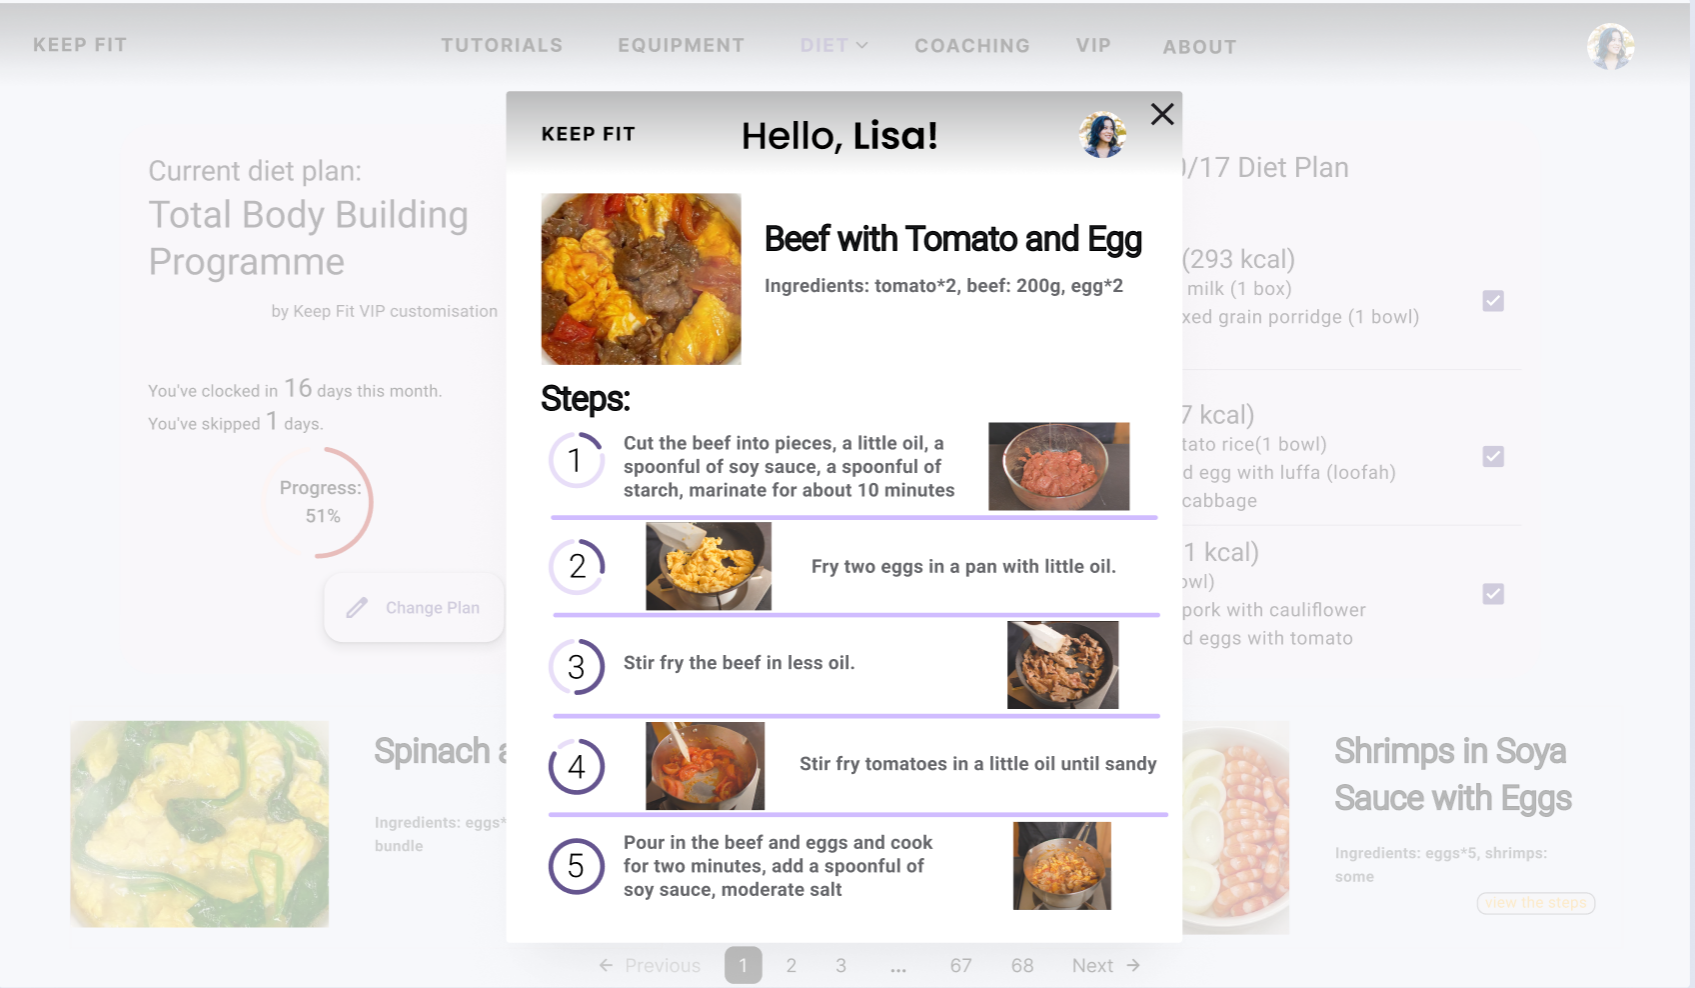 KEEP FIT
TUTORIALS
EQUIPMENT
DIET
COACHING
VIP
ABOUT
Current diet plan:
Total Body Building
Programme
by Keep Fit VIP customisation
You've clocked in 16 days this month.
You've skipped 1 days.
Progress:
51%
Change Plan
KEEP FIT
Hello, Lisa!
Beef with Tomato and Egg
Ingredients: tomato*2, beef: 200g, egg*2
Steps:
1
Cut the beef into pieces, a little oil, a
spoonful of soy sauce, a spoonful of
starch, marinate for about 10 minutes
2
Fry two eggs in a pan with little oil.
3
Stir fry the beef in less oil.
4
Stir fry tomatoes in a little oil until sandy
5
Pour in the beef and eggs and cook
for two minutes, add a spoonful of
soy sauce, moderate salt
/17 Diet Plan
(293 kcal)
milk (1 box)
xed grain porridge (1 bowl)
7 kcal)
tato rice(1 bowl)
d egg with luffa (loofah)
cabbage
1 kcal)
owl)
pork with cauliflower
d eggs with tomato
Spinach a
Ingredients: eggs*
bundle
Shrimps in Soya
Sauce with Eggs
Ingredients: eggs*5, shrimps:
some
view the steps
← Previous 1 2 3 ... 67 68 Next →